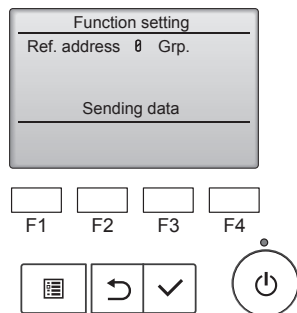 Function setting
Ref. address 0 Grp.
Sending data
F1 F2 F3 F4